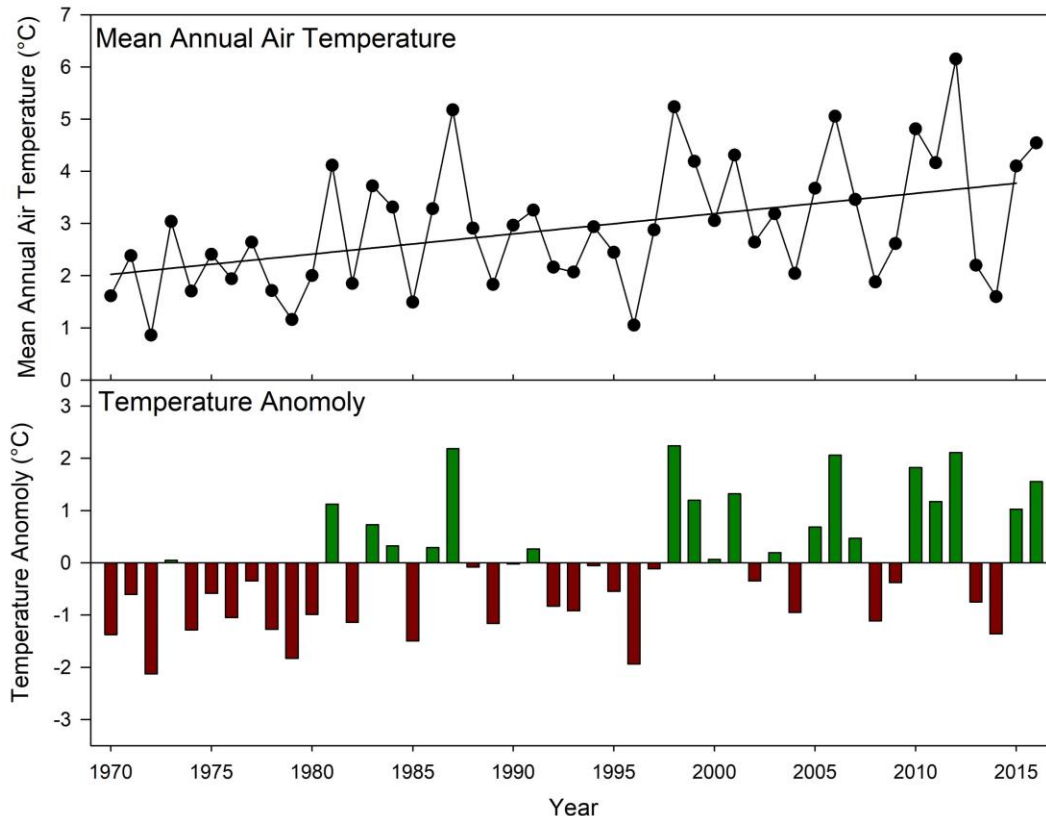 Mean Annual Air Temperature
Mean Annual Air Temperature (°C)
7
6
5
4
3
2
1
0
Temperature Anomoly
Temperature Anomoly (°C)
3
2
1
0
-1
-2
-3
1970 1975 1980 1985 1990 1995 2000 2005 2010 2015
Year